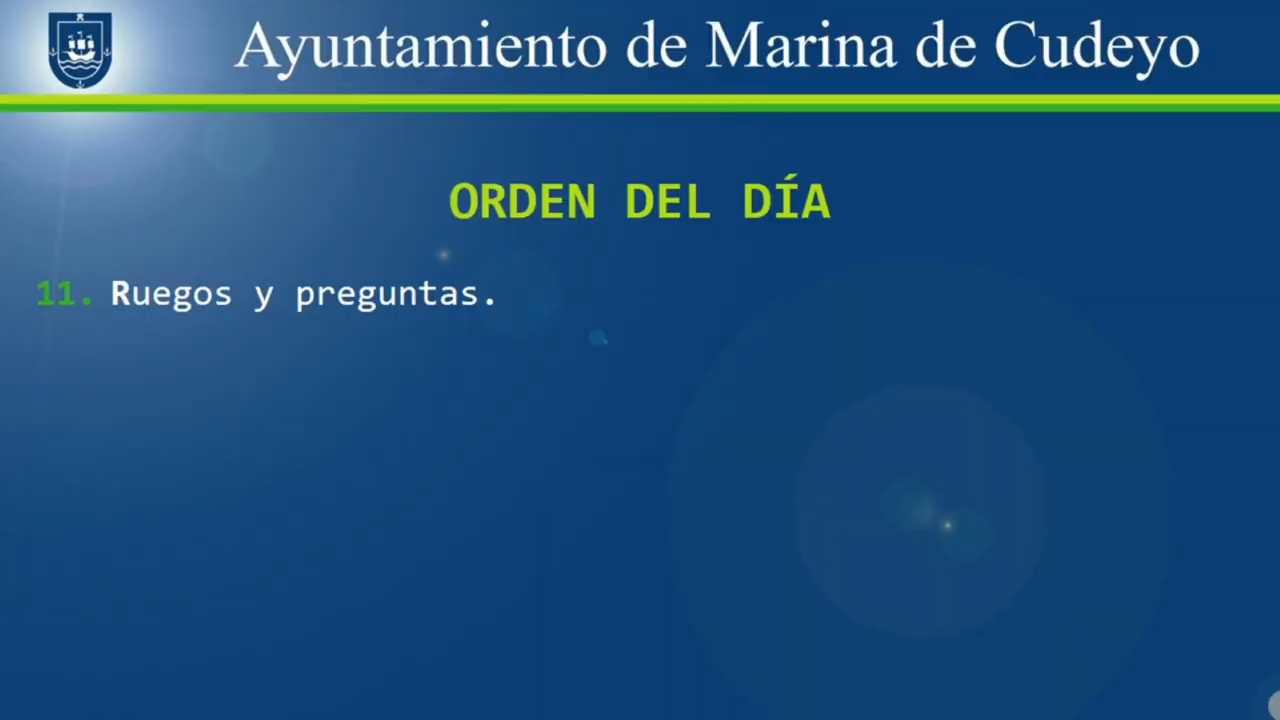 Ayuntamiento de Marina de Cudeyo
ORDEN DEL DÍA
11. Ruegos y preguntas.